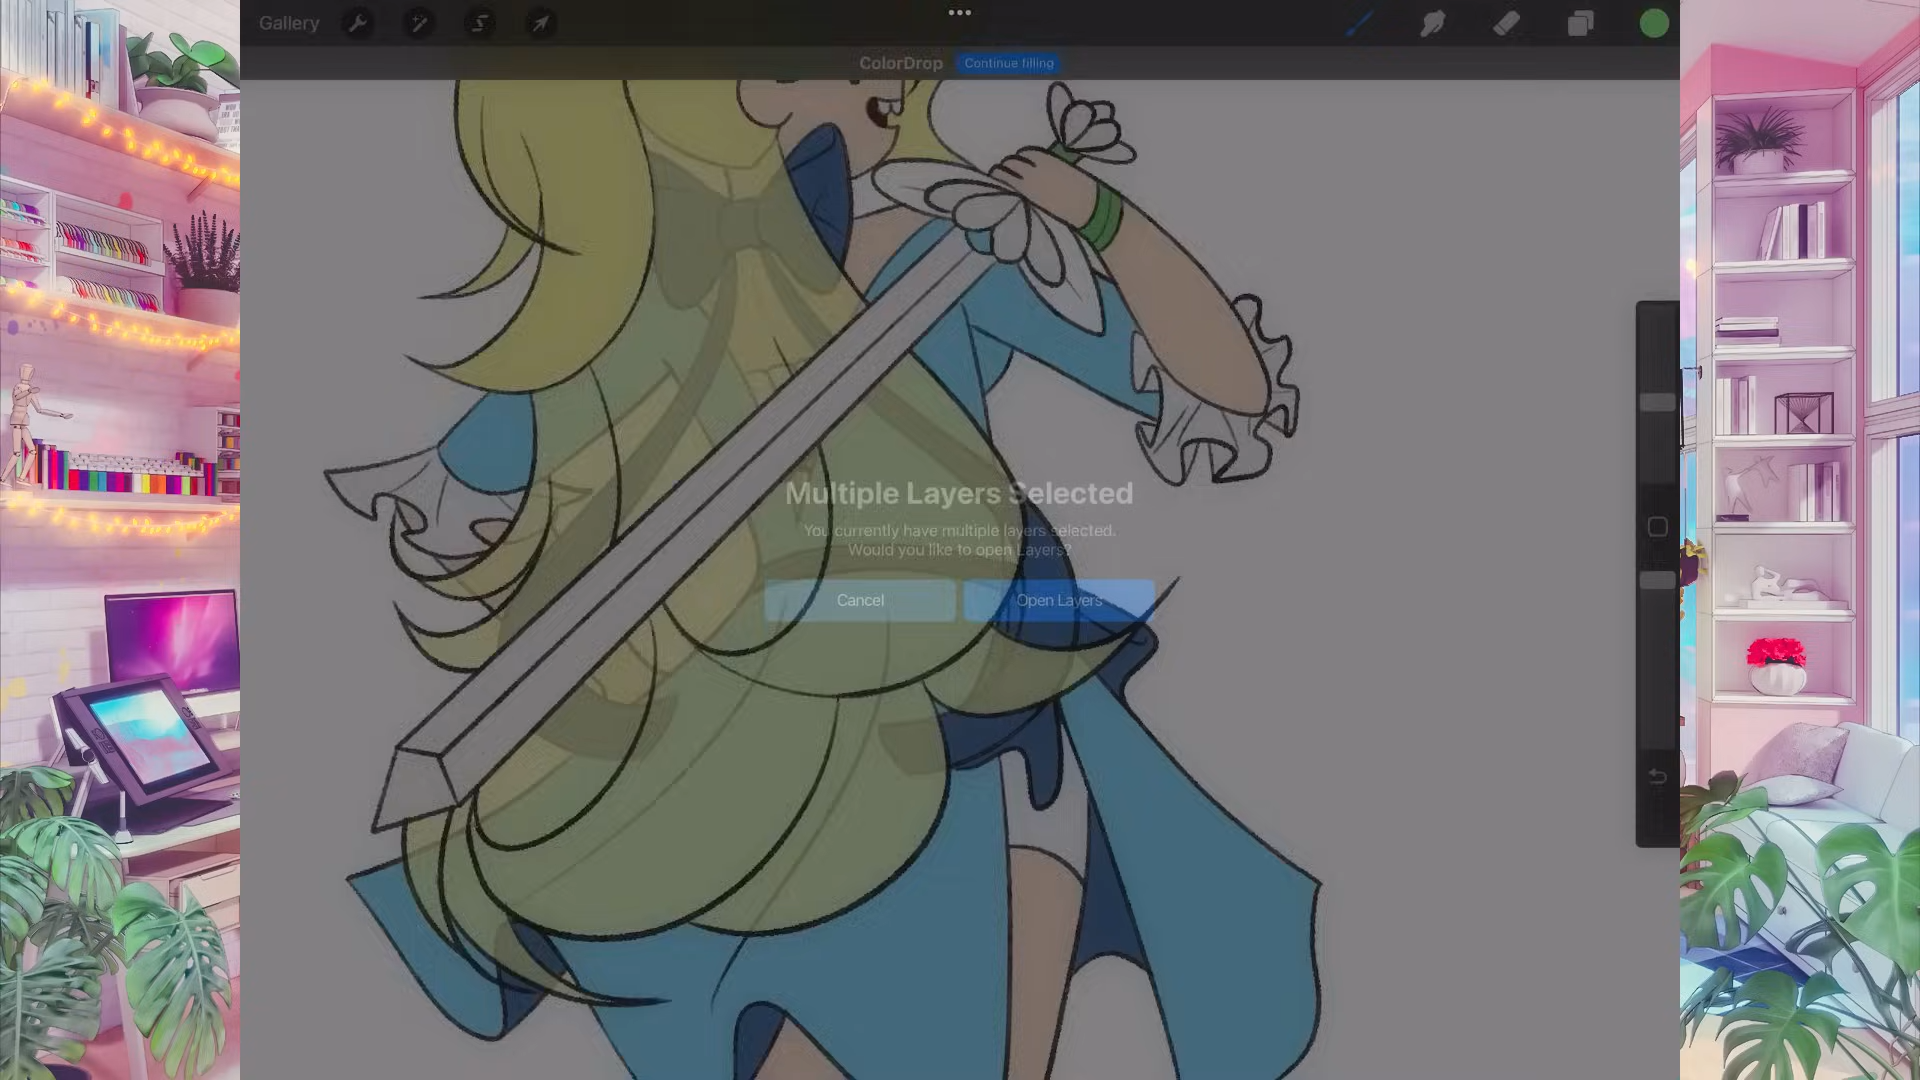 Gallery
ColorDrop Continue filling
Multiple Layers Selected
You currently have multiple layers selected.
Would you like to open Layers?
Cancel Open Layers